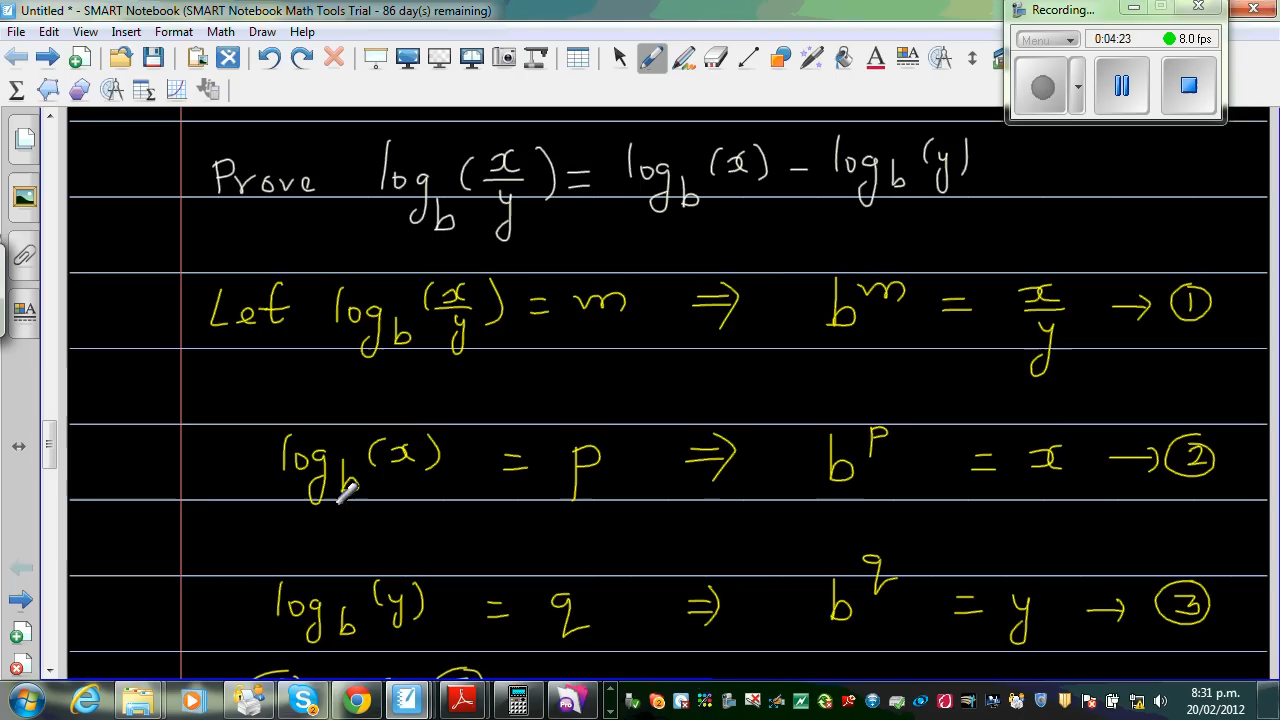 Untitled * - SMART Notebook (SMART Notebook Math Tools Trial - 86 day(s) remaining)
Recording...
File Edit View Insert Format Math Draw Help
Menu 0:04:23 8.0 fps
Prove log_b(x/y) = log_b(x) - log_b(y)
Let log_b(x/y) = m ⇒ b^m = x/y → ①
log_b(x) = p ⇒ b^p = x → ②
log_b(y) = q ⇒ b^q = y → ③
8:31 p.m.
20/02/2012